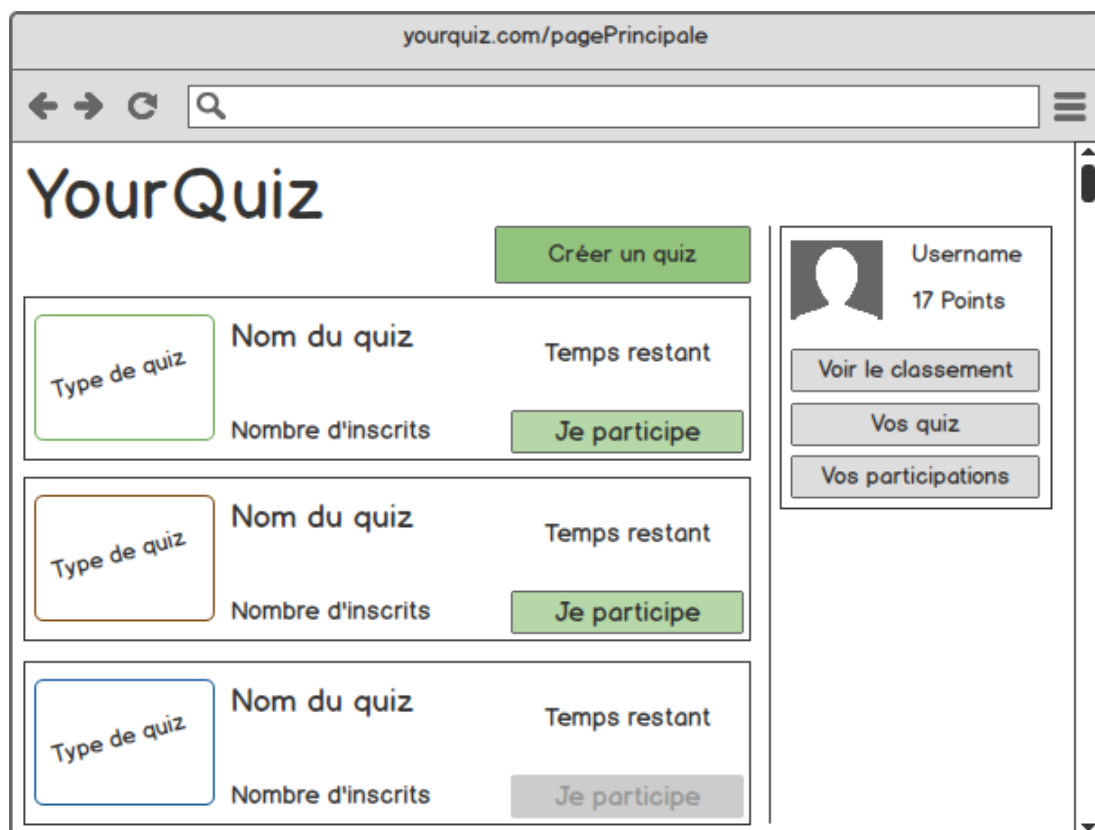 yourquiz.com/pagePrincipale
YourQuiz
Créer un quiz
Type de quiz
Nom du quiz
Temps restant
Nombre d'inscrits
Je participe
Type de quiz
Nom du quiz
Temps restant
Nombre d'inscrits
Je participe
Type de quiz
Nom du quiz
Temps restant
Nombre d'inscrits
Je participe
Username
17 Points
Voir le classement
Vos quiz
Vos participations